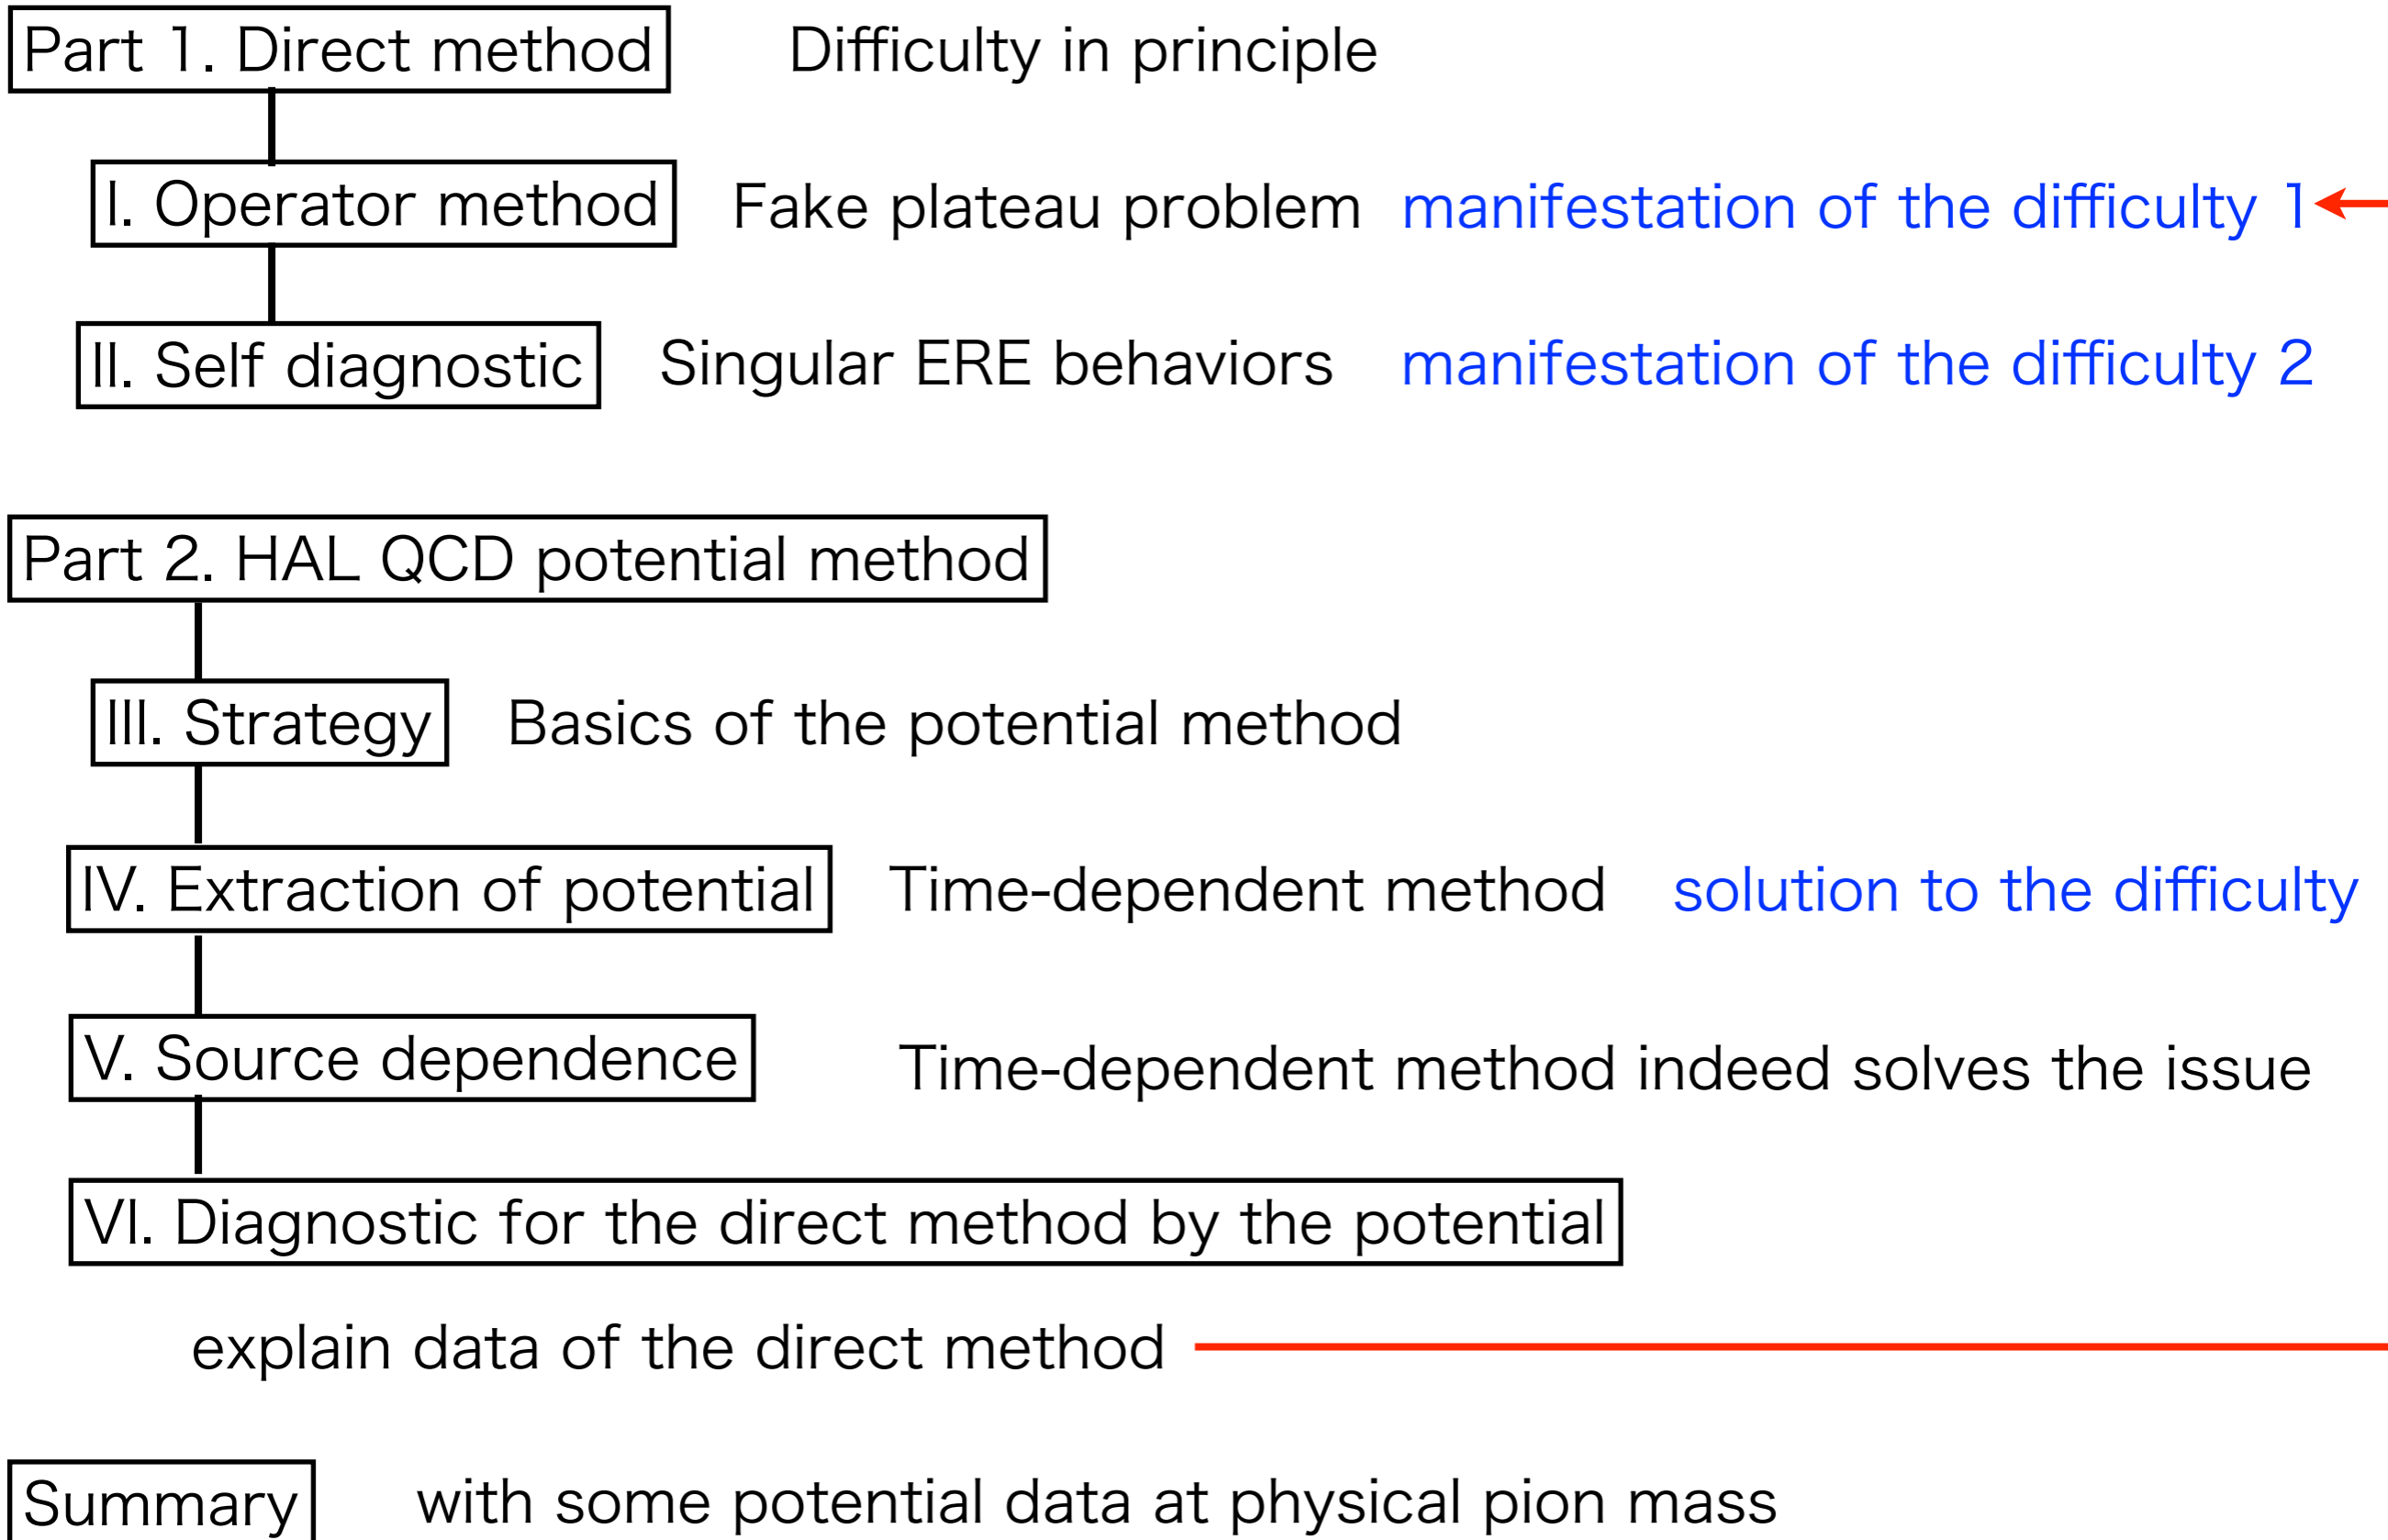 Part 1. Direct method Difficulty in principle
I. Operator method Fake plateau problem manifestation of the difficulty 1
II. Self diagnostic Singular ERE behaviors manifestation of the difficulty 2
Part 2. HAL QCD potential method
III. Strategy Basics of the potential method
IV. Extraction of potential Time-dependent method solution to the difficulty
V. Source dependence Time-dependent method indeed solves the issue
VI. Diagnostic for the direct method by the potential
explain data of the direct method
Summary with some potential data at physical pion mass